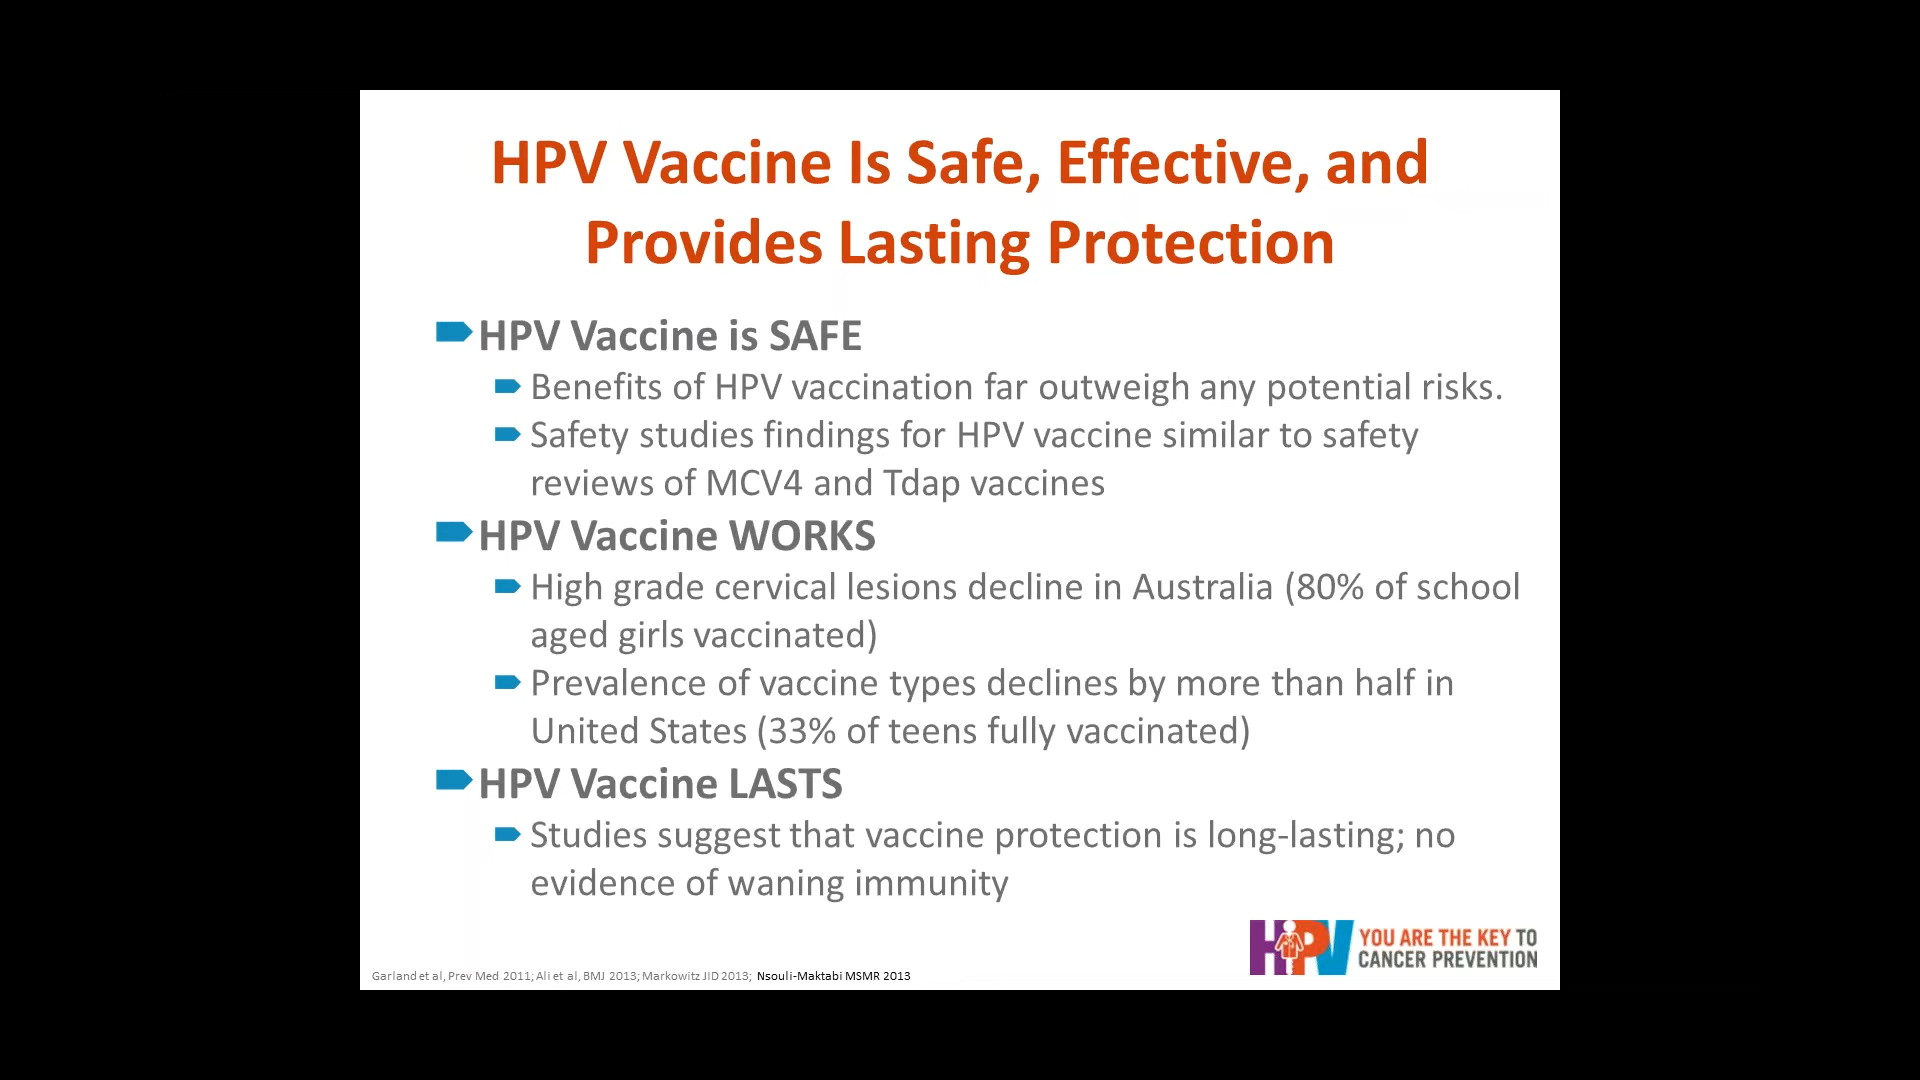 HPV Vaccine Is Safe, Effective, and
Provides Lasting Protection
HPV Vaccine is SAFE
Benefits of HPV vaccination far outweigh any potential risks.
Safety studies findings for HPV vaccine similar to safety
reviews of MCV4 and Tdap vaccines
HPV Vaccine WORKS
High grade cervical lesions decline in Australia (80% of school
aged girls vaccinated)
Prevalence of vaccine types declines by more than half in
United States (33% of teens fully vaccinated)
HPV Vaccine LASTS
Studies suggest that vaccine protection is long-lasting; no
evidence of waning immunity
HPV YOU ARE THE KEY TO
CANCER PREVENTION
Garland et al, Prev Med 2011; Ali et al, BMJ 2013; Markowitz JID 2013; Nsouli-Maktabi MSMR 2013